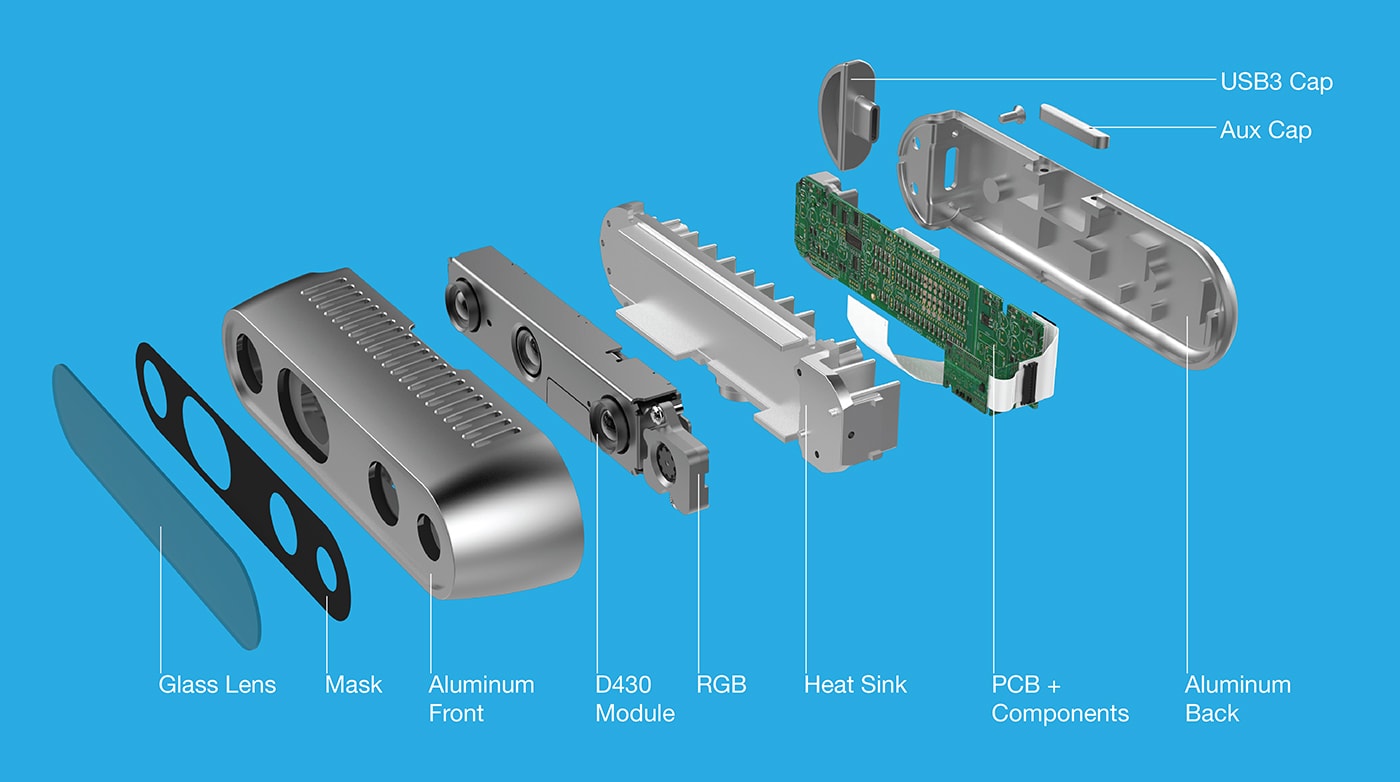 USB3 Cap
Aux Cap
Glass Lens
Mask
Aluminum
Front
D430
Module
RGB
Heat Sink
PCB +
Components
Aluminum
Back